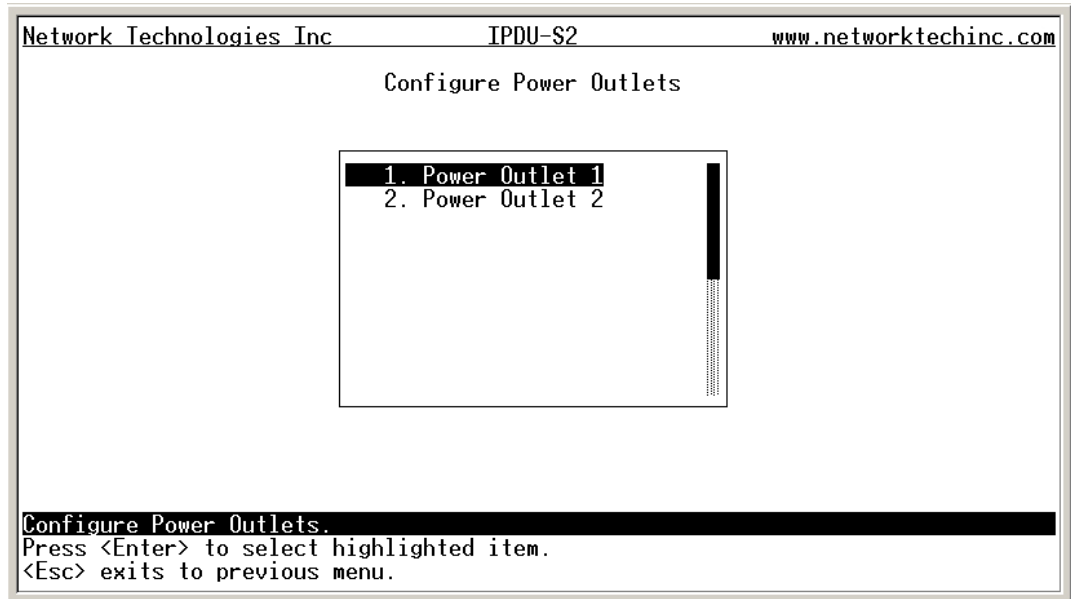 Network Technologies Inc IPDU-S2 www.networktechinc.com
Configure Power Outlets
1. Power Outlet 1
2. Power Outlet 2
Configure Power Outlets.
Press <Enter> to select highlighted item.
<Esc> exits to previous menu.